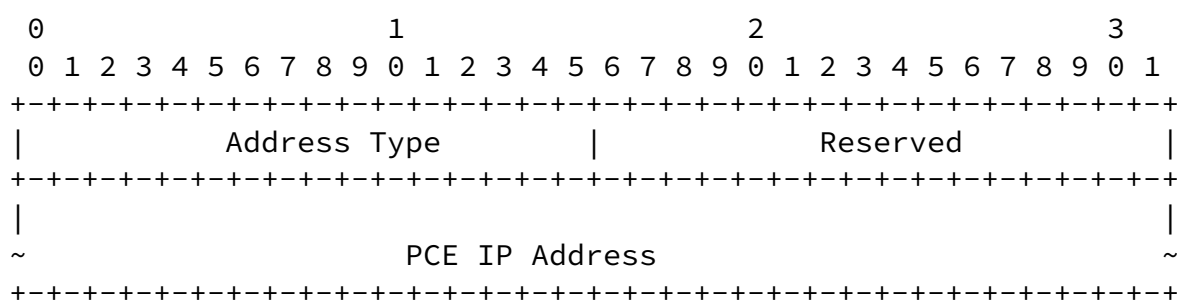 0                   1                   2                   3
 0 1 2 3 4 5 6 7 8 9 0 1 2 3 4 5 6 7 8 9 0 1 2 3 4 5 6 7 8 9 0 1
+-+-+-+-+-+-+-+-+-+-+-+-+-+-+-+-+-+-+-+-+-+-+-+-+-+-+-+-+-+-+-+-+
|           Address Type        |            Reserved           |
+-+-+-+-+-+-+-+-+-+-+-+-+-+-+-+-+-+-+-+-+-+-+-+-+-+-+-+-+-+-+-+-+
|                                                               |
~                     PCE IP Address                            ~
+-+-+-+-+-+-+-+-+-+-+-+-+-+-+-+-+-+-+-+-+-+-+-+-+-+-+-+-+-+-+-+-+